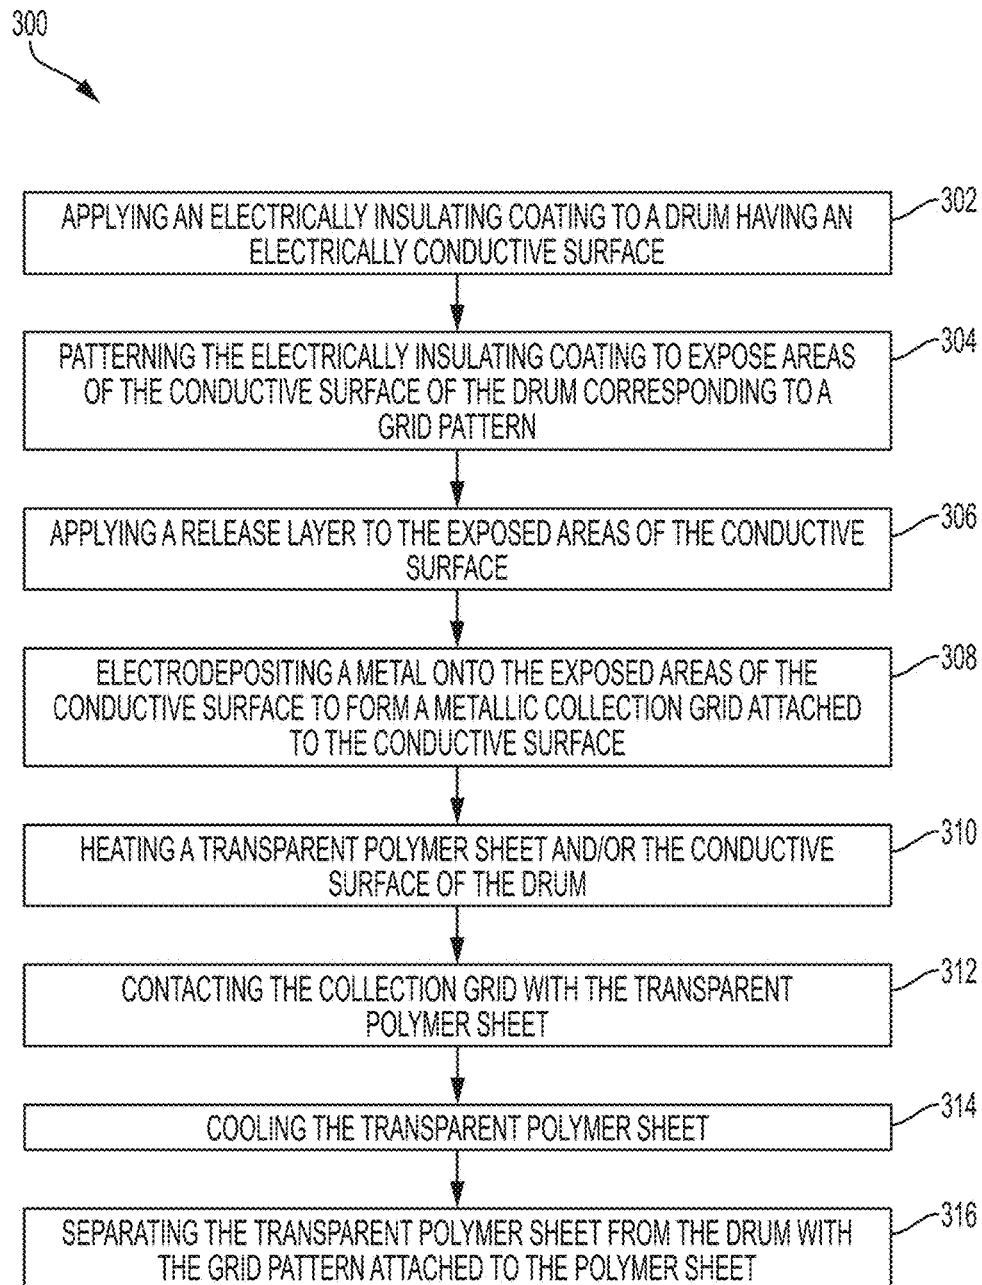 300
APPLYING AN ELECTRICALLY INSULATING COATING TO A DRUM HAVING AN
ELECTRICALLY CONDUCTIVE SURFACE
302
PATTERNING THE ELECTRICALLY INSULATING COATING TO EXPOSE AREAS
OF THE CONDUCTIVE SURFACE OF THE DRUM CORRESPONDING TO A
GRID PATTERN
304
APPLYING A RELEASE LAYER TO THE EXPOSED AREAS OF THE CONDUCTIVE
SURFACE
306
ELECTRODEPOSITING A METAL ONTO THE EXPOSED AREAS OF THE
CONDUCTIVE SURFACE TO FORM A METALLIC COLLECTION GRID ATTACHED
TO THE CONDUCTIVE SURFACE
308
HEATING A TRANSPARENT POLYMER SHEET AND/OR THE CONDUCTIVE
SURFACE OF THE DRUM
310
CONTACTING THE COLLECTION GRID WITH THE TRANSPARENT
POLYMER SHEET
312
COOLING THE TRANSPARENT POLYMER SHEET
314
SEPARATING THE TRANSPARENT POLYMER SHEET FROM THE DRUM WITH
THE GRID PATTERN ATTACHED TO THE POLYMER SHEET
316